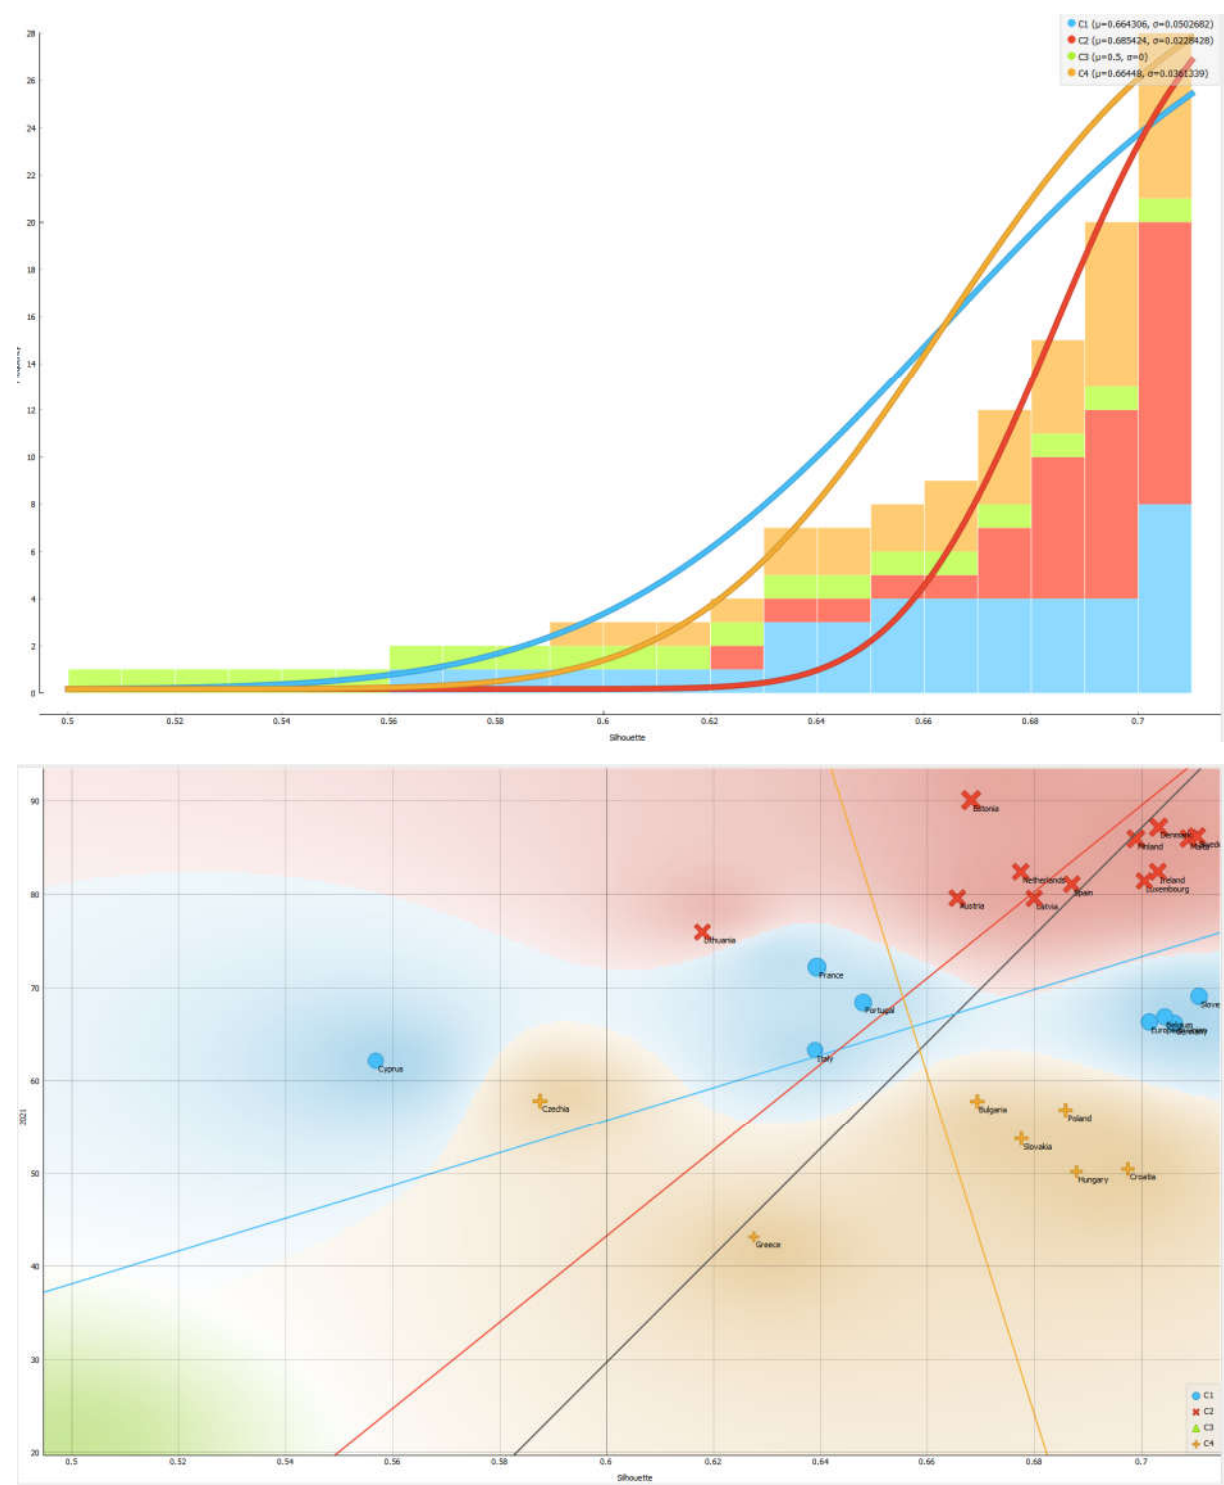 28
C1 (μ=0.664306, σ=0.0502682)
C2 (μ=0.685424, σ=0.0228428)
C3 (μ=0.5, σ=0)
C4 (μ=0.66448, σ=0.0361339)
26
24
22
20
18
16
14
12
10
8
6
4
2
0
0.5 0.52 0.54 0.56 0.58 0.6 0.62 0.64 0.66 0.68 0.7
Silhouette
90
Estonia
Denmark
Finland
Malta
Netherlands
Ireland
Spain
Luxembourg
80
Austria
Latvia
Lithuania
France
70
Portugal
Slove
Belgium
Germany
Italy
Cyprus
60
2021
Czechia
Bulgaria
Poland
Slovakia
50
Hungary
Croatia
40
Greece
30
C1
C2
C3
C4
20
0.5 0.52 0.54 0.56 0.58 0.6 0.62 0.64 0.66 0.68 0.7
Silhouette